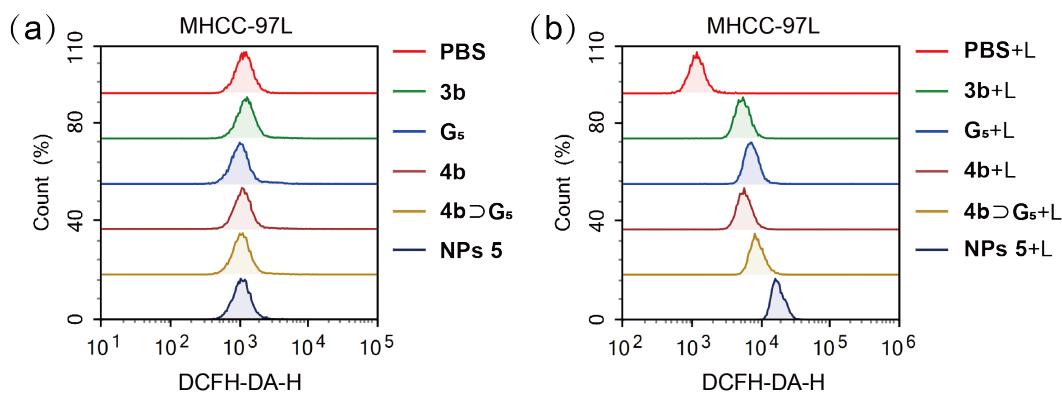 (a)
MHCC-97L
Count (%)
110
80
40
0
10¹ 10² 10³ 10⁴ 10⁵
DCFH-DA-H
PBS
3b
G₅
4b
4b⊃G₅
NPs 5
(b)
MHCC-97L
Count (%)
110
80
40
0
10² 10³ 10⁴ 10⁵ 10⁶
DCFH-DA-H
PBS+L
3b+L
G₅+L
4b+L
4b⊃G₅+L
NPs 5+L